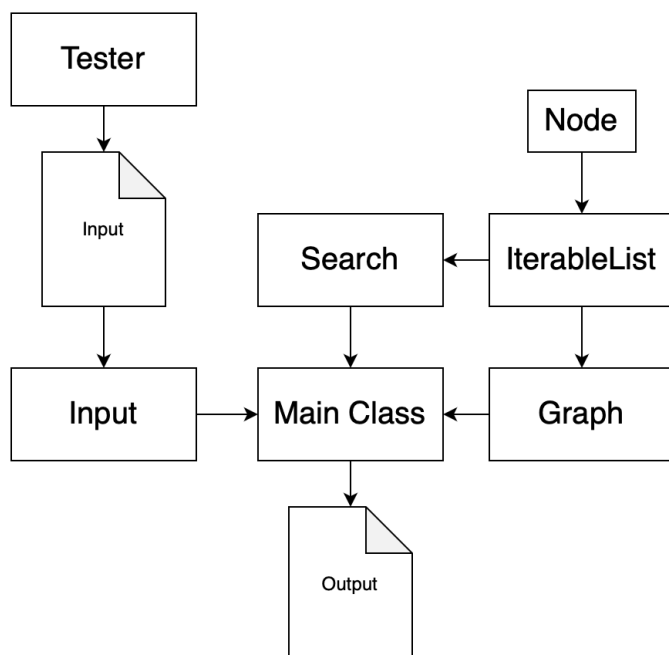 Tester
Node
Input
Search
IterableList
Input
Main Class
Graph
Output